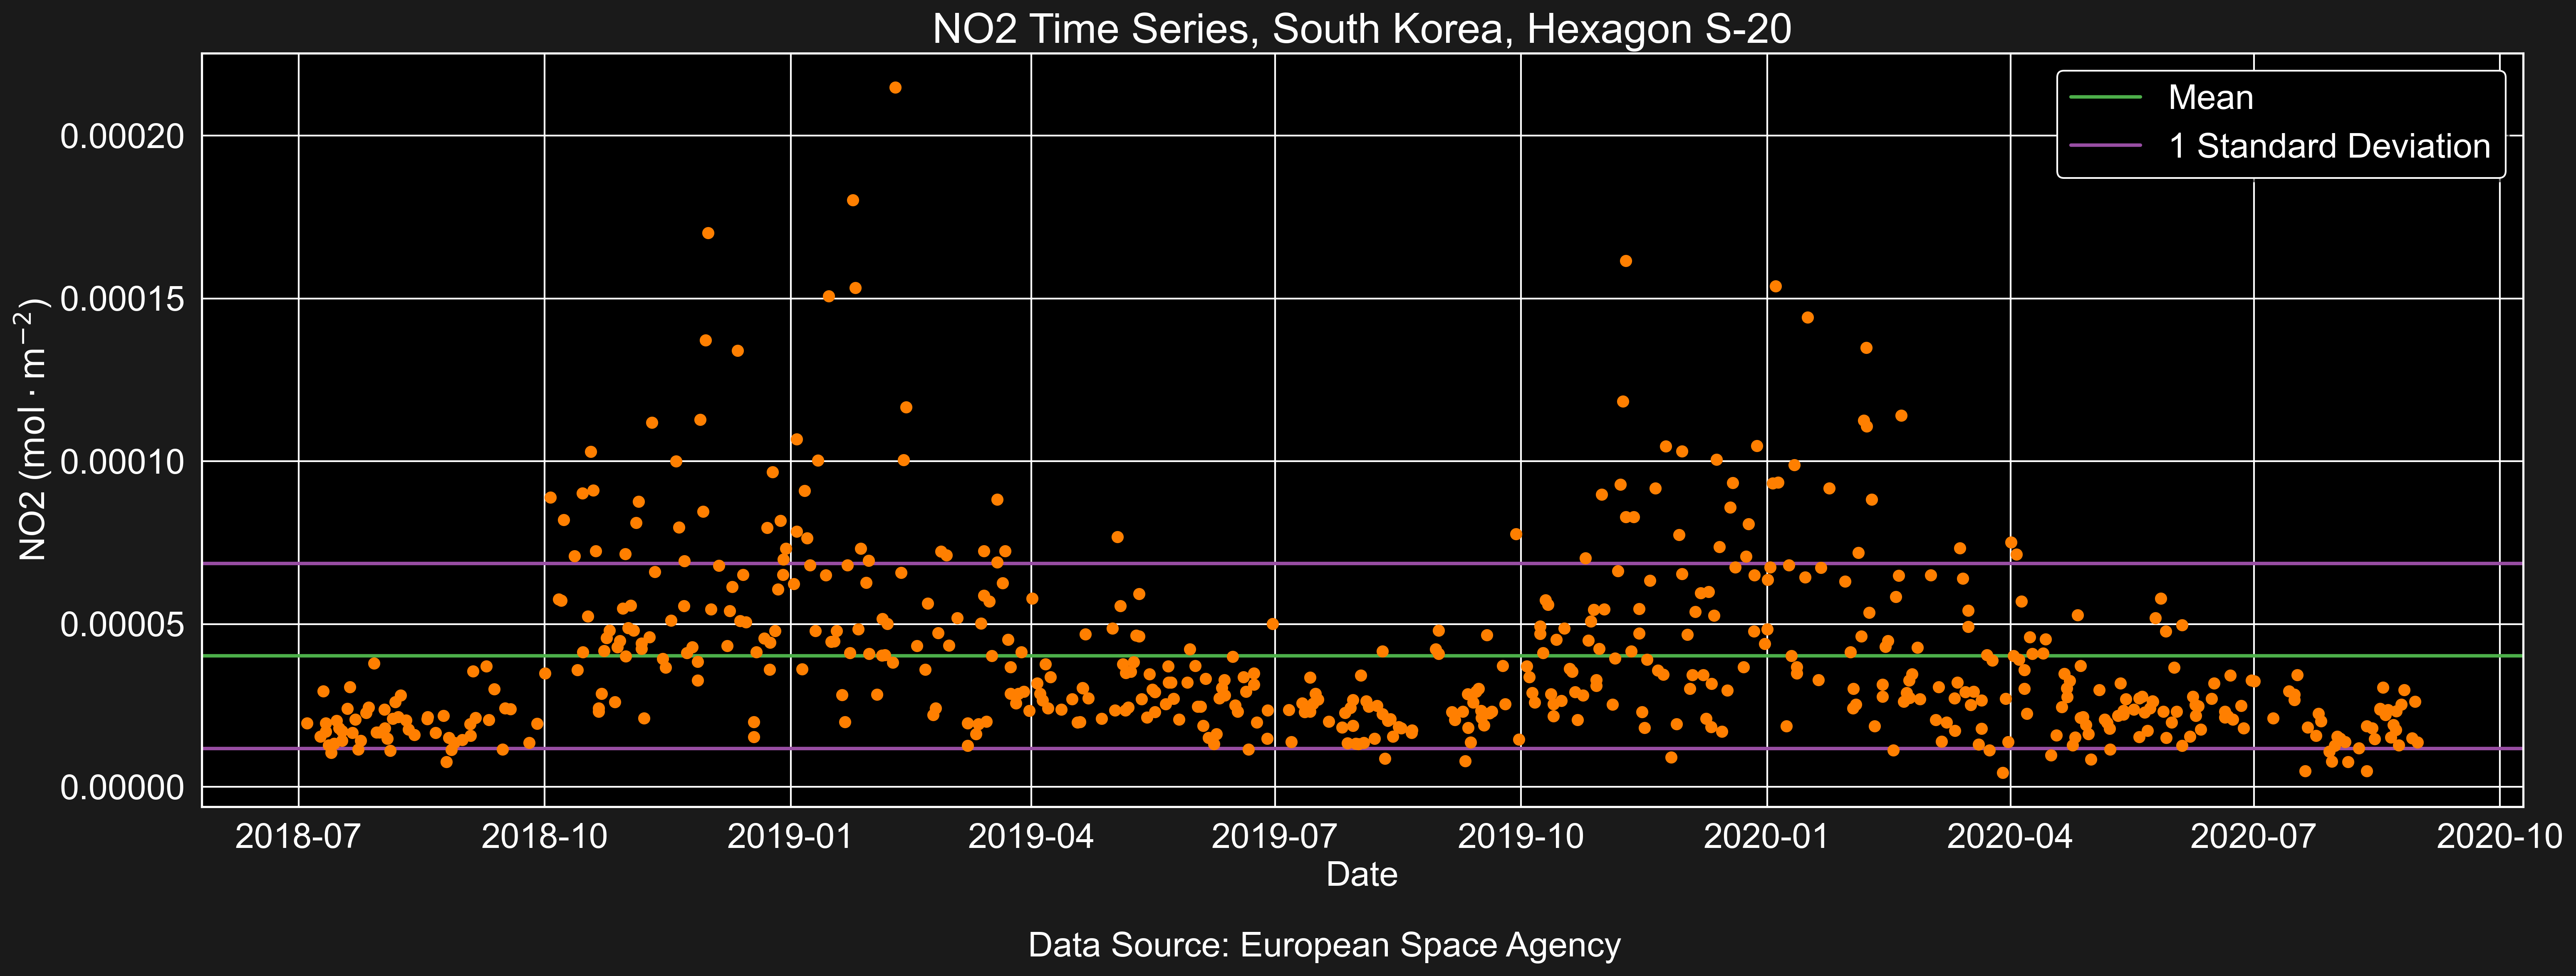 NO2 Time Series, South Korea, Hexagon S-20
Mean
1 Standard Deviation
NO2 (mol · m⁻²)
0.00020
0.00015
0.00010
0.00005
0.00000
2018-07 2018-10 2019-01 2019-04 2019-07 2019-10 2020-01 2020-04 2020-07 2020-10
Date
Data Source: European Space Agency